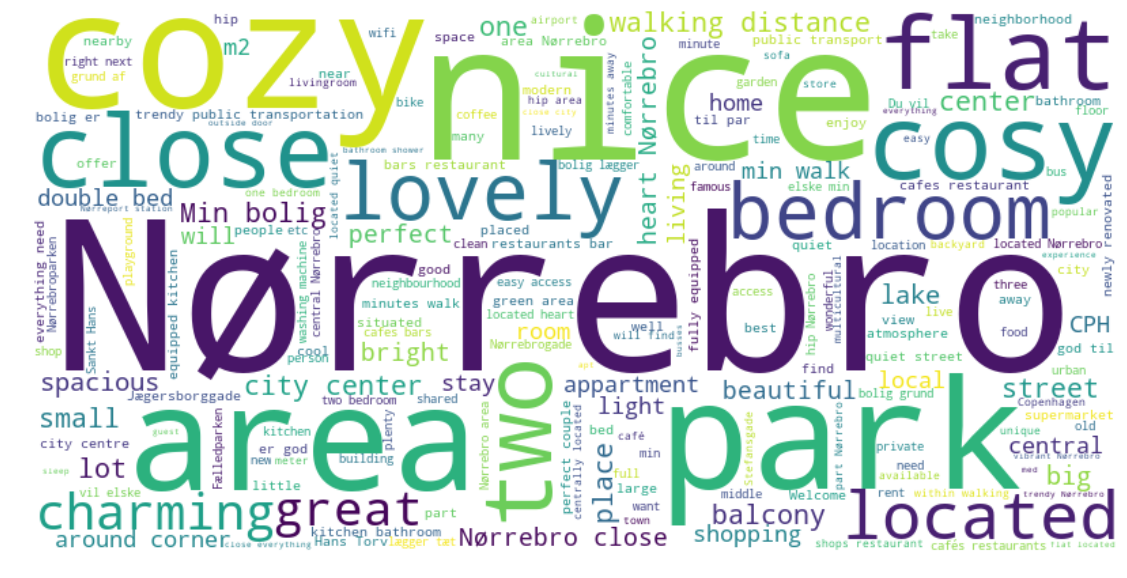 hip
wifi
space
one
airport
walking distance
neighborhood
nearby
cozy
nice
flat
area Nørrebro
minute
public transport
take
right next
m2
grund af
near
livingroom
cultural
modern
hip area
coffee
close city
sofa
store
garden
minutes away
comfortable
heart Nørrebro
home
til par
Du vil
center
bathroom
everything
floor
bolig er
trendy public transportation
outside door
bike
many
lively
enjoy
time
easy
close
bathroom shower
cosy
offer
one bedroom
located quiet
bars restaurant
bolig lægger
around
min walk
bus
double bed
Nørreport station
lovely
living
famous
elske min
cafes restaurant
popular
Min bolig
bedroom
will
people
etc
perfect
placed
clean
restaurants bar
quiet
location
backyard
located Nørrebro
experience
newly renovated
everything need
Nørrebroparken
playground
equipped kitchen
washing machine
central Nørrebro
Nørrebro
good
neighbourhood
easy access
green area
minutes walk
located heart
situated
access
wonderful
multicultural
three
city
away
lake
view
live
CPH
shop
Sankt Hans
cool
person
cafes bars
bright
room
Nørrebrogade
well
will find
busses
fully equipped
best
hip Nørrebro
atmosphere
food
god til
find
quiet street
urban
spacious
Jægersborggade
city center
two bedroom
shared
stay
apt
appartment
beautiful
bolig grund
local
street
Copenhagen
supermarket
small
area
two
light
park
unique
old
city centre
guest
Fælledparken
kitchen
plenty
er god
building
new
meter
Nørrebro area
perfect couple
bed
café
min
Stefansgade
part Nørrebro
private
central
vibrant Nørrebro
sleep
lot
little
centrally located
place
full
large
need
available
med
big
vil elske
charming
great
part
want
town
middle
Welcome
rent
within walking
trendy Nørrebro
balcony
located
around corner
close everything
kitchen bathroom
Hans Torv
lægger tæt
Nørrebro close
shopping
shops restaurant
cafés restaurants
flat located